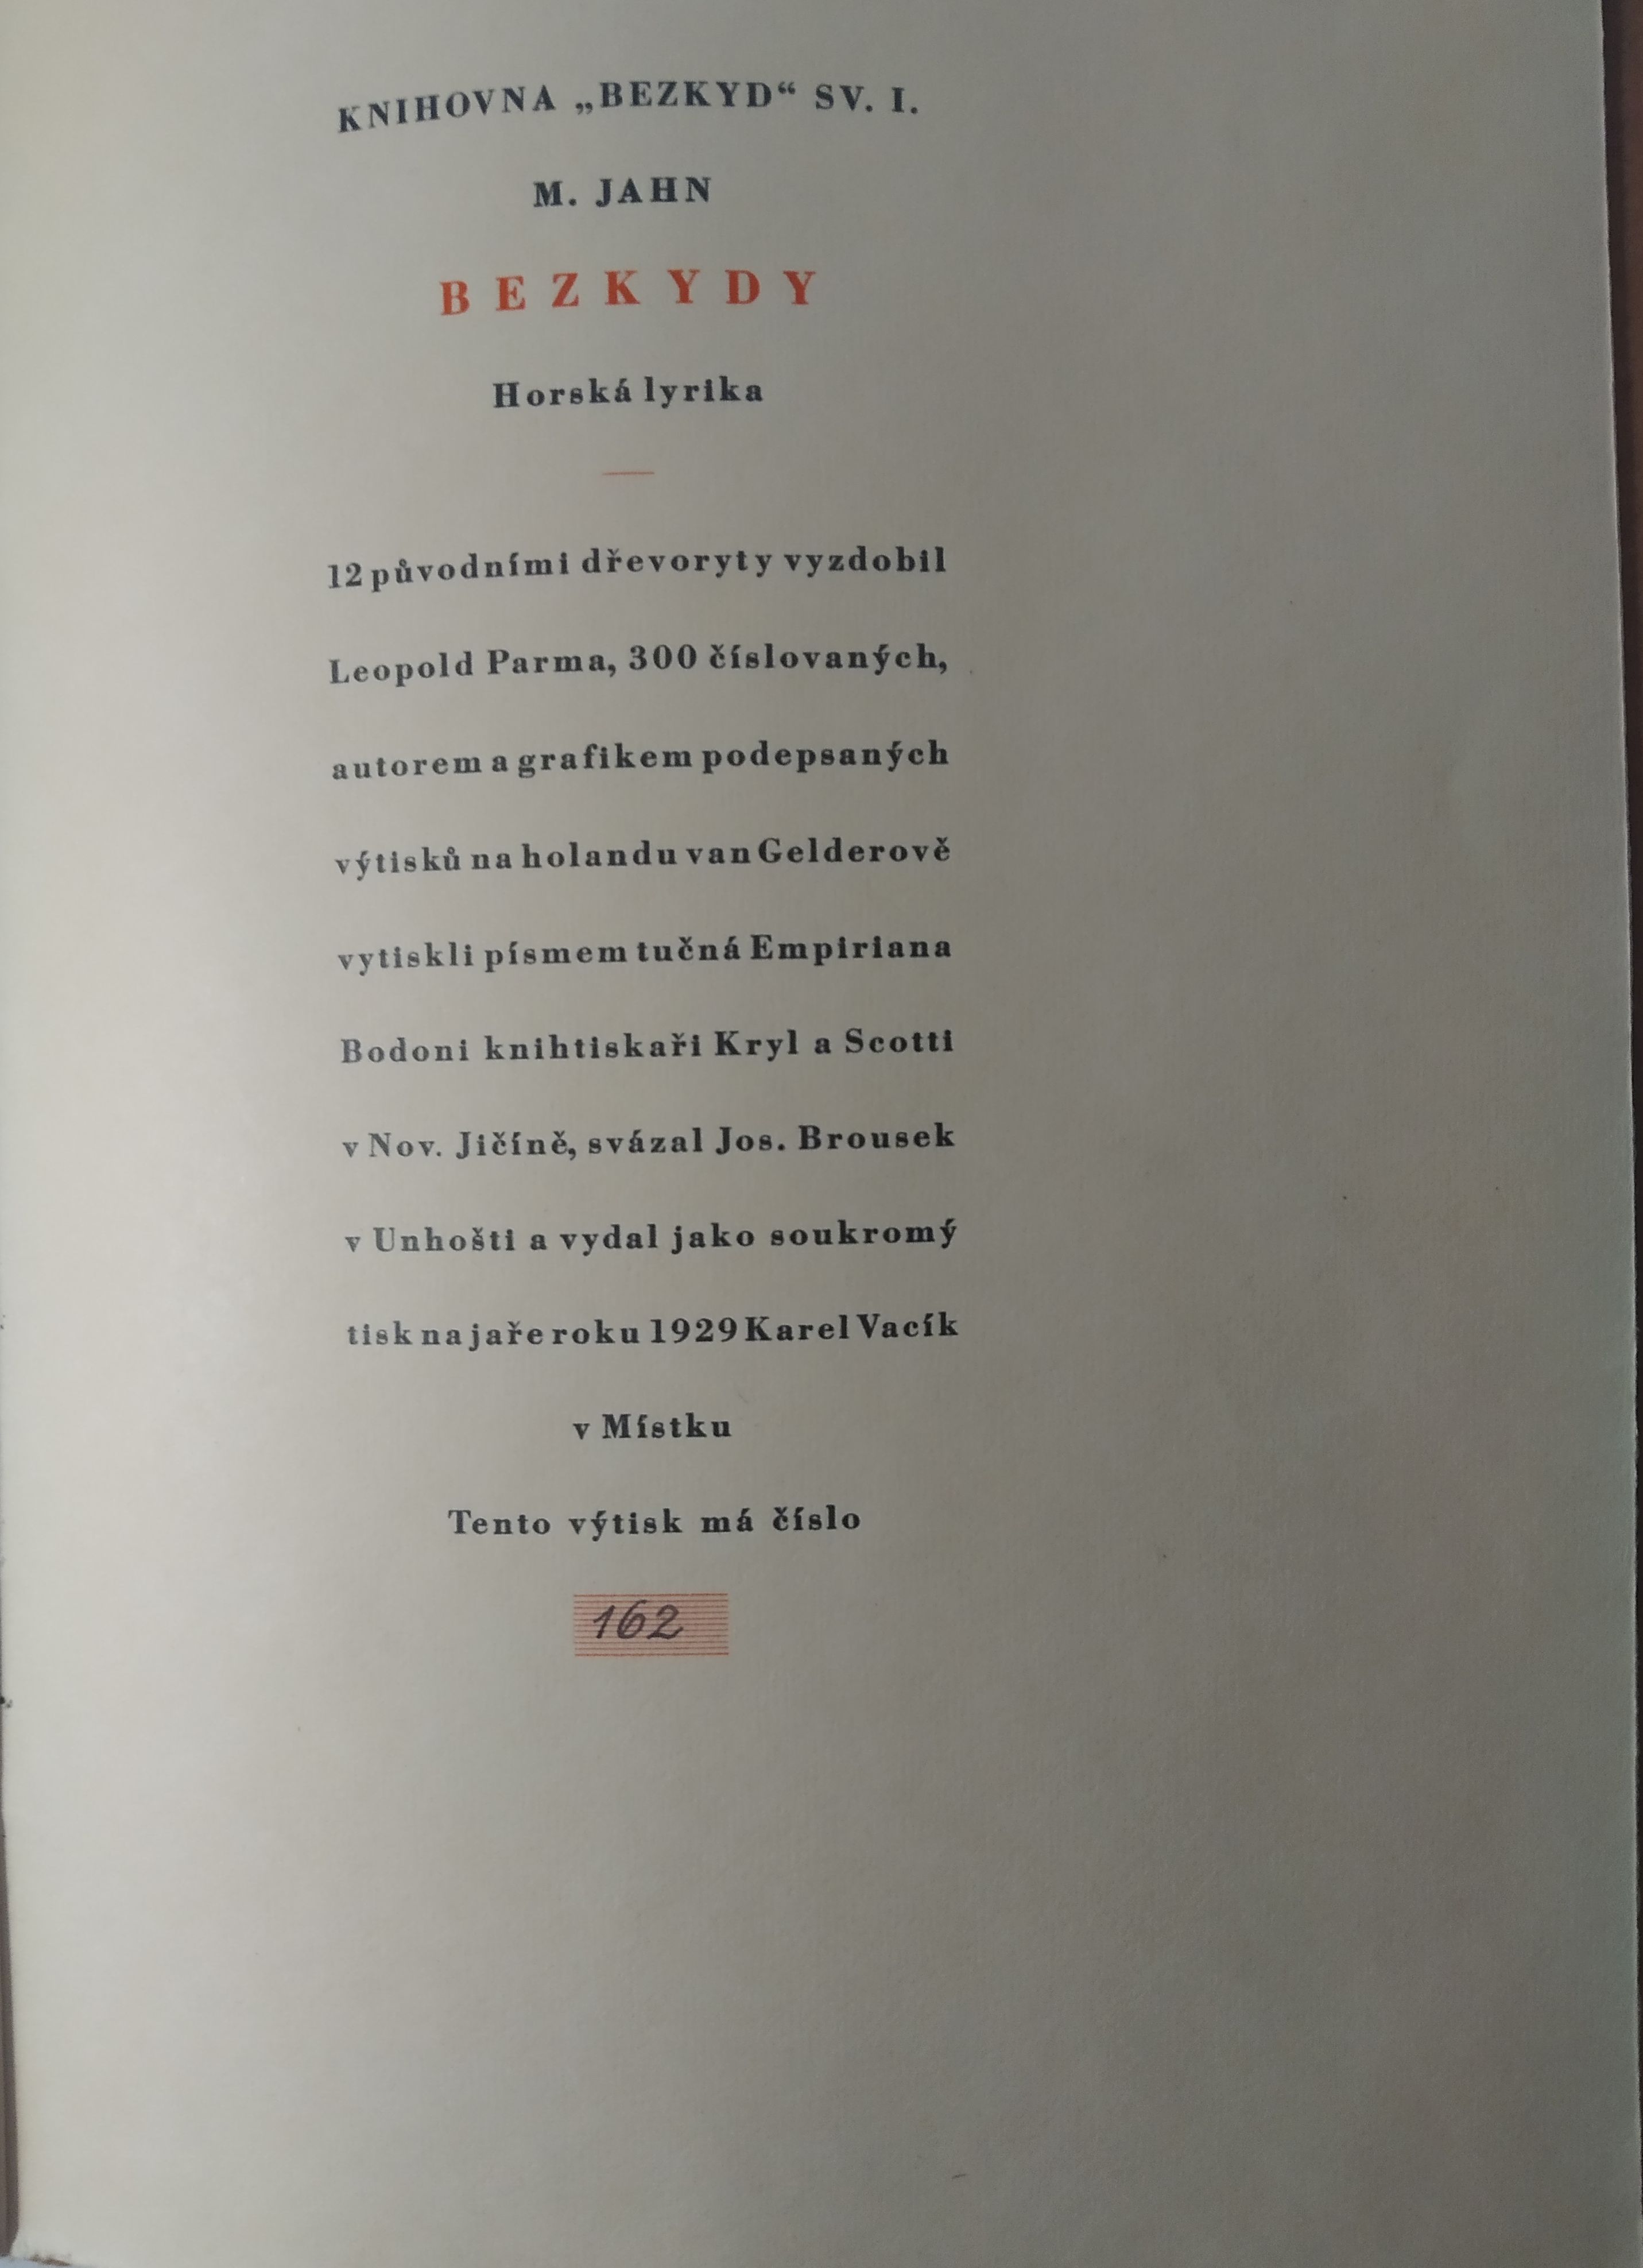 KNIHOVNA „BEZKYD“ SV. I.
M. JAHN
BEZKYDY
Horská lyrika
12 původními dřevoryty vyzdobil
Leopold Parma, 300 číslovaných,
autorem a grafikem podepsaných
výtisků na holandu van Gelderově
vytiskli písmem tučná Empiriana
Bodoni knihtiskaři Kryl a Scotti
v Nov. Jičíně, svázal Jos. Brousek
v Unhošti a vydal jako soukromý
tisk na jaře roku 1929 Karel Vacík
v Místku
Tento výtisk má číslo
162